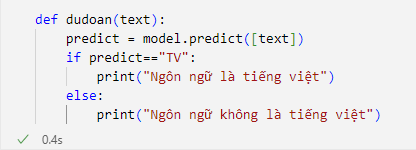 def dudoan(text):
    predict = model.predict([text])
    if predict=="TV":
        print("Ngôn ngữ là tiếng việt")
    else:
        print("Ngôn ngữ không là tiếng việt")
✓ 0.4s